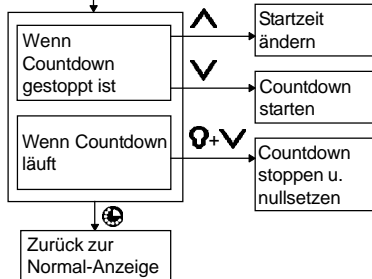 Wenn
Countdown
gestoppt ist
Startzeit
ändern
Countdown
starten
Wenn Countdown
läuft
+
Countdown
stoppen u.
nullsetzen
Zurück zur
Normal-Anzeige